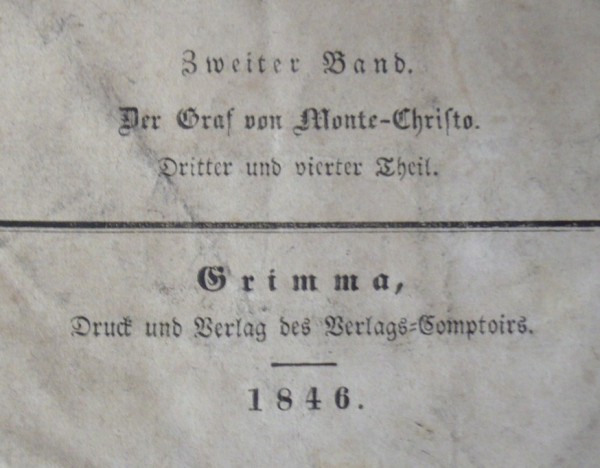 Zweiter Band.
Der Graf von Monte-Chriſto.
Dritter und vierter Theil.
Grimma,
Druck und Verlag des Verlags-Comptoirs.
1846.